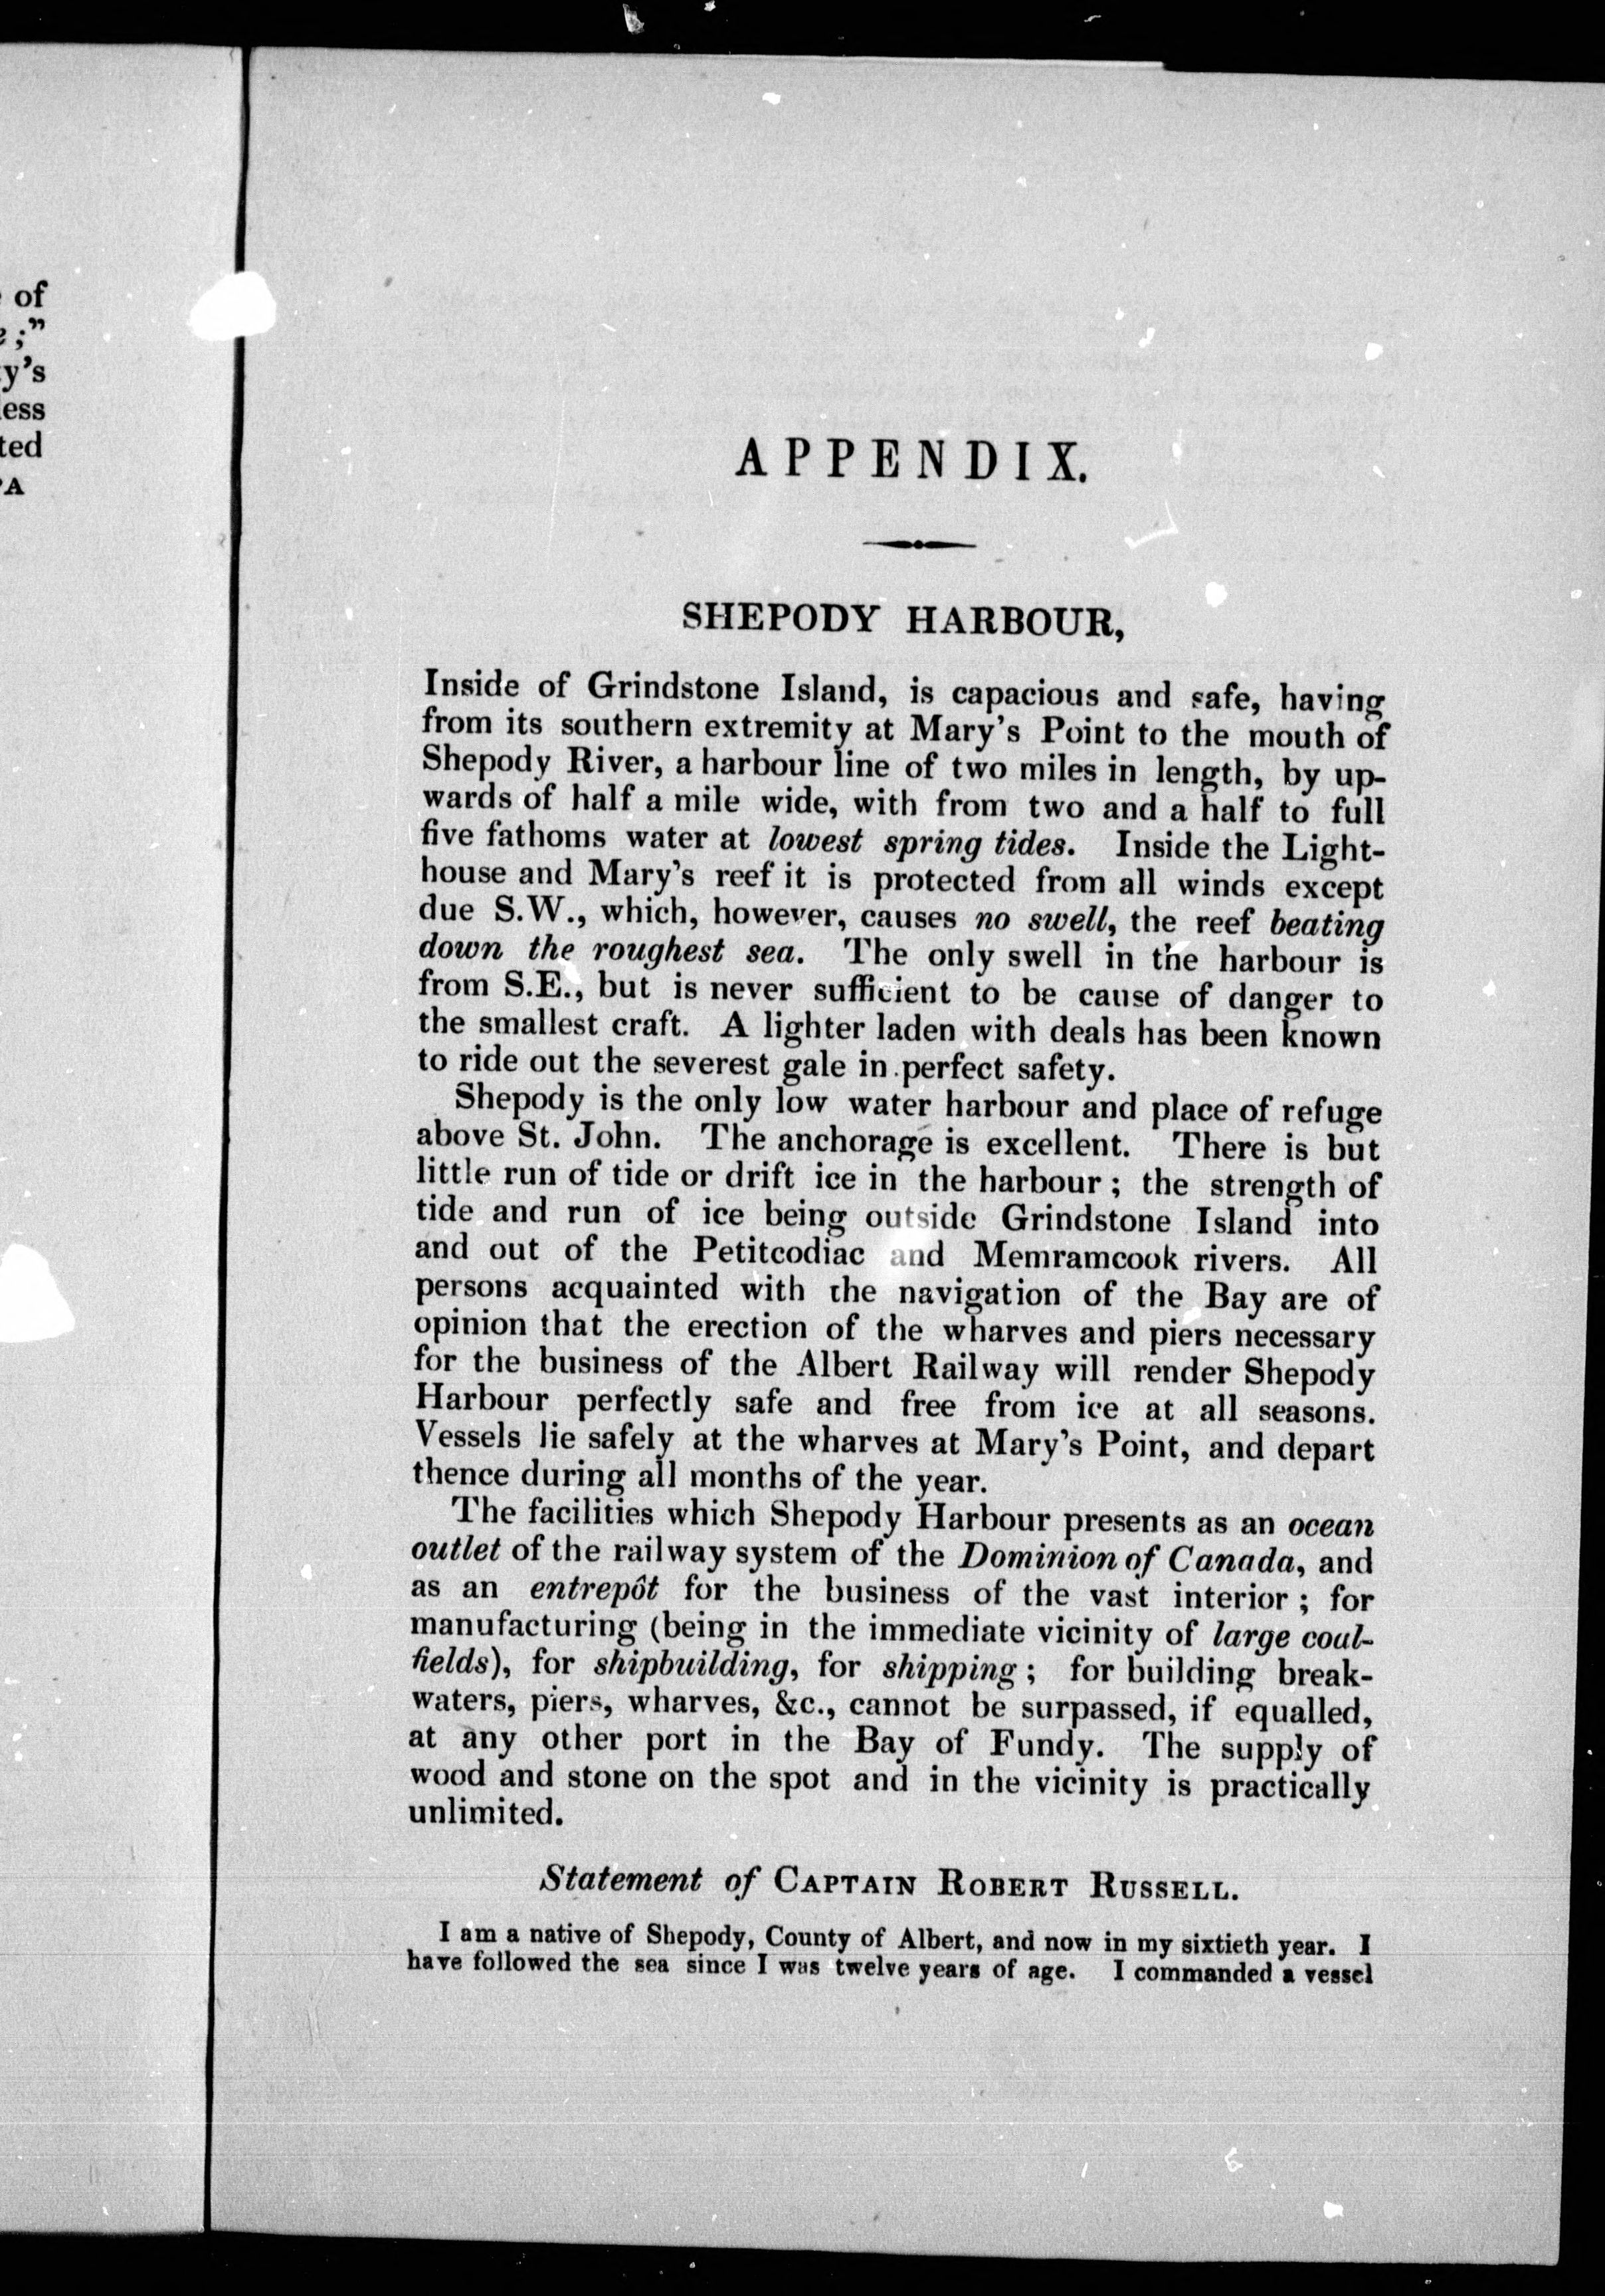 of
;”
y’s
less
ted
A
APPENDIX.
SHEPODY HARBOUR,
Inside of Grindstone Island, is capacious and safe, having
from its southern extremity at Mary’s Point to the mouth of
Shepody River, a harbour line of two miles in length, by up-
wards of half a mile wide, with from two and a half to full
five fathoms water at lowest spring tides. Inside the Light-
house and Mary’s reef it is protected from all winds except
due S.W., which, however, causes no swell, the reef beating
down the roughest sea. The only swell in the harbour is
from S.E., but is never sufficient to be cause of danger to
the smallest craft. A lighter laden with deals has been known
to ride out the severest gale in perfect safety.
Shepody is the only low water harbour and place of refuge
above St. John. The anchorage is excellent. There is but
little run of tide or drift ice in the harbour; the strength of
tide and run of ice being outside Grindstone Island into
and out of the Petitcodiac and Memramcook rivers. All
persons acquainted with the navigation of the Bay are of
opinion that the erection of the wharves and piers necessary
for the business of the Albert Railway will render Shepody
Harbour perfectly safe and free from ice at all seasons.
Vessels lie safely at the wharves at Mary’s Point, and depart
thence during all months of the year.
The facilities which Shepody Harbour presents as an ocean
outlet of the railway system of the Dominion of Canada, and
as an entrepôt for the business of the vast interior; for
manufacturing (being in the immediate vicinity of large coal-
fields), for shipbuilding, for shipping; for building break-
waters, piers, wharves, &c., cannot be surpassed, if equalled,
at any other port in the Bay of Fundy. The supply of
wood and stone on the spot and in the vicinity is practically
unlimited.
Statement of CAPTAIN ROBERT RUSSELL.
I am a native of Shepody, County of Albert, and now in my sixtieth year. I
have followed the sea since I was twelve years of age. I commanded a vessel